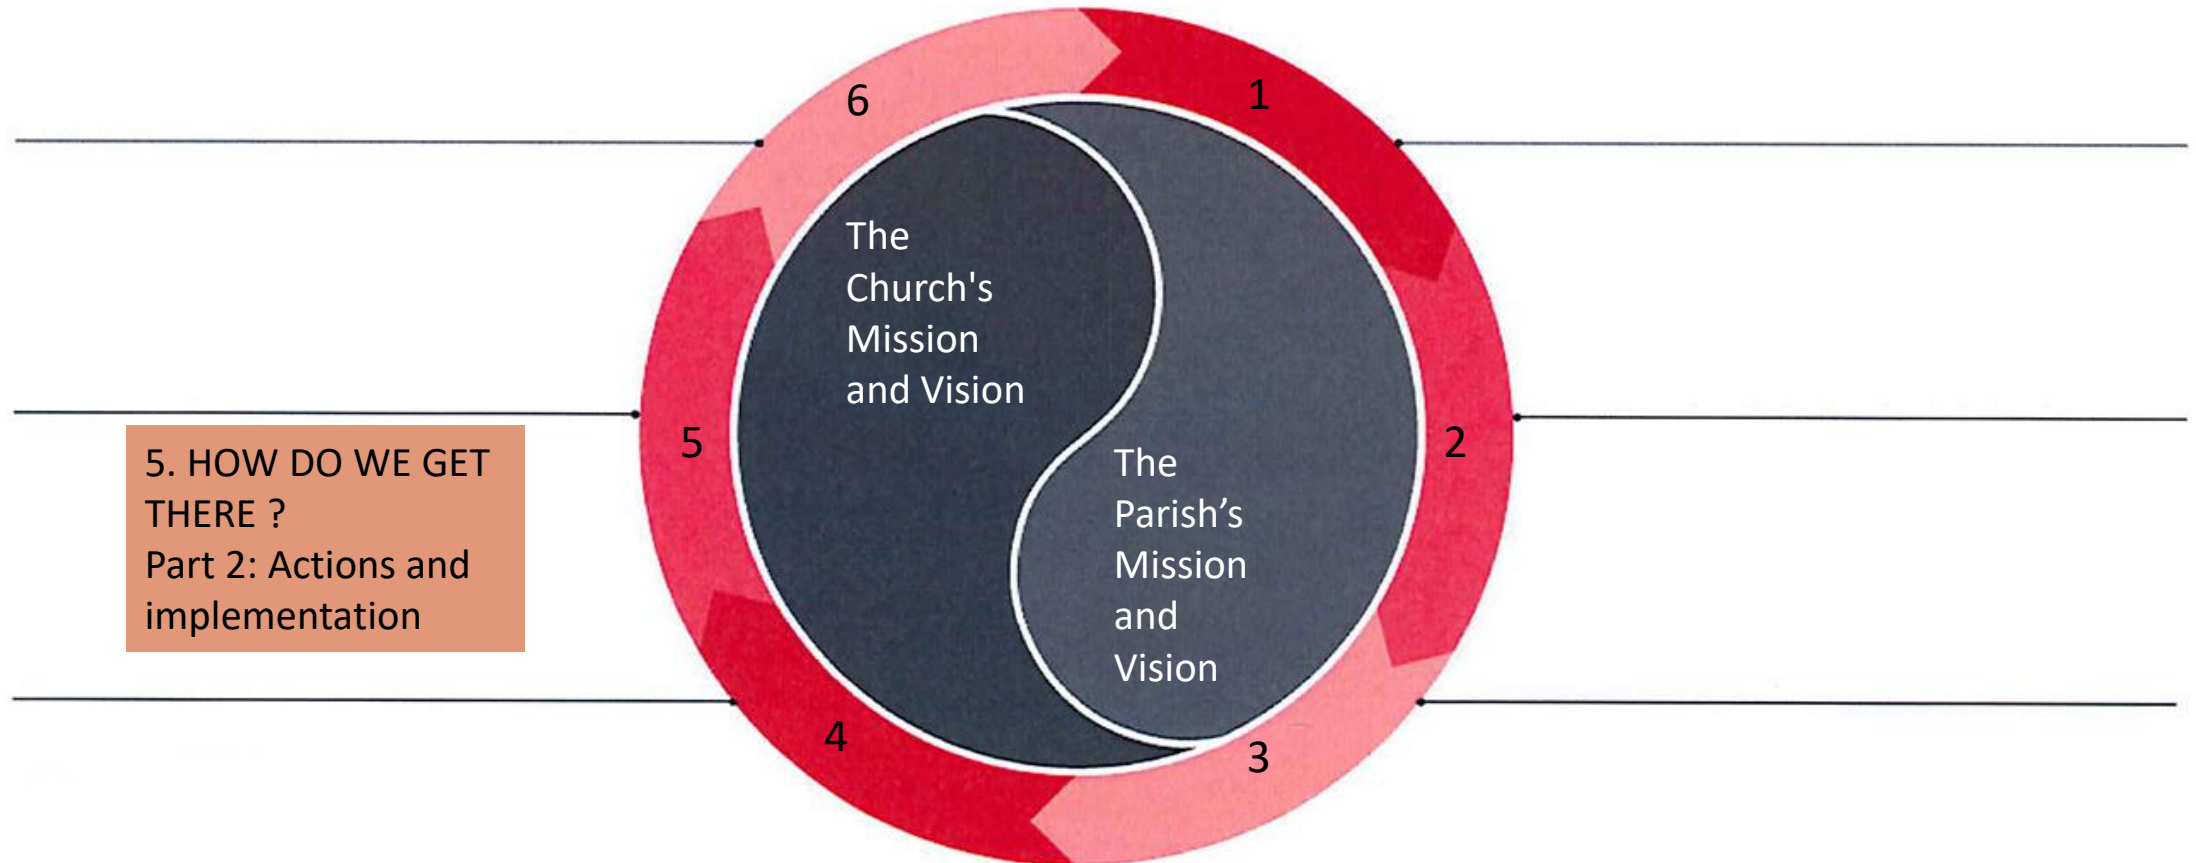 6
1
The
Church's
Mission
and Vision
5
2
5. HOW DO WE GET
THERE ?
Part 2: Actions and
implementation
The
Parish’s
Mission
and
Vision
4
3